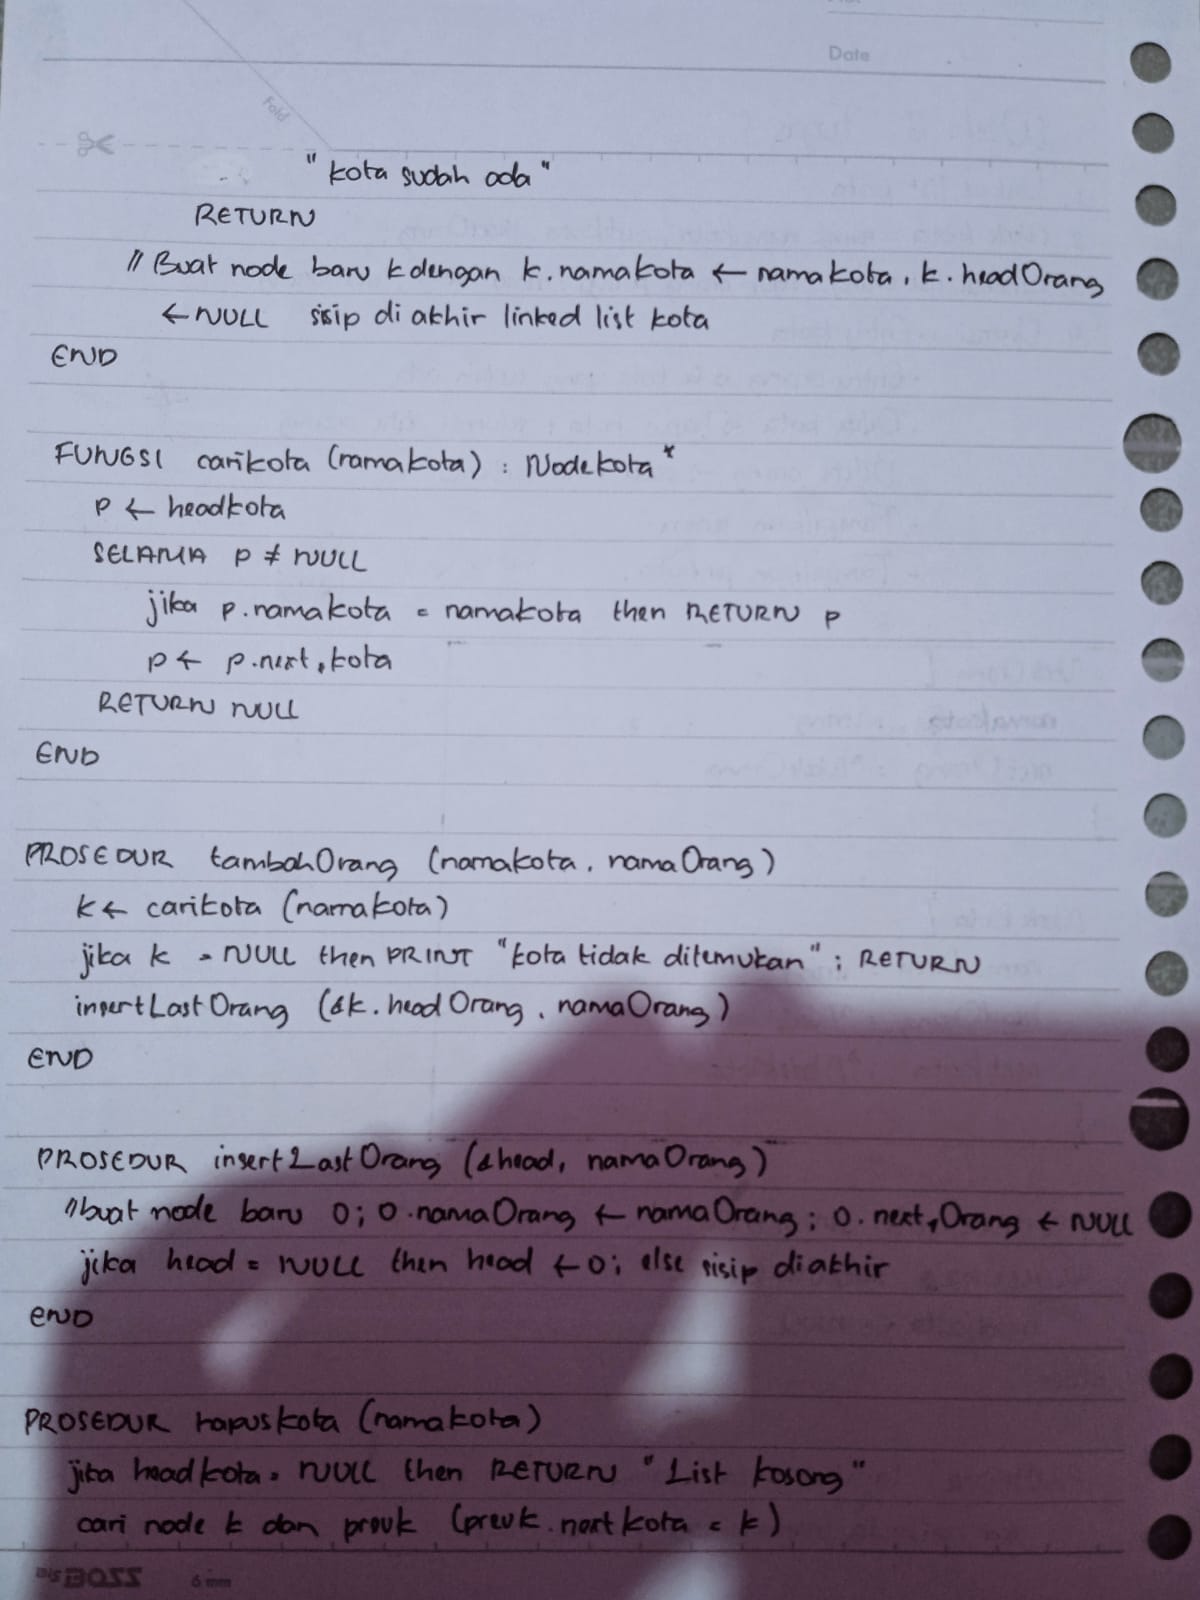 Date
Fold
"kota sudah ada"
RETURN
// Buat node baru k dengan k.namakota ← namakota, k.headOrang
← NULL sisip di akhir linked list kota
END
FUNGSI carikota (namakota) : Nodekota*
p ← headkota
SELAMA p ≠ NULL
jika p.namakota = namakota then RETURN p
p ← p.next,kota
RETURN NULL
END
PROSEDUR tambahOrang (namakota, namaOrang)
k ← carikota (namakota)
jika k = NULL then PRINT "kota tidak ditemukan"; RETURN
insertLastOrang (&k.headOrang, namaOrang)
END
PROSEDUR insertLastOrang (&head, namaOrang)
//buat node baru O; O.namaOrang ← namaOrang; O.next,Orang ← NULL
jika head = NULL then head ← O; else sisip diakhir
END
PROSEDUR hapuskota (namakota)
jika headkota = NULL then RETURN "List kosong"
cari node k dan prevk (prevk.nextkota = k)
BOSS 6 mm